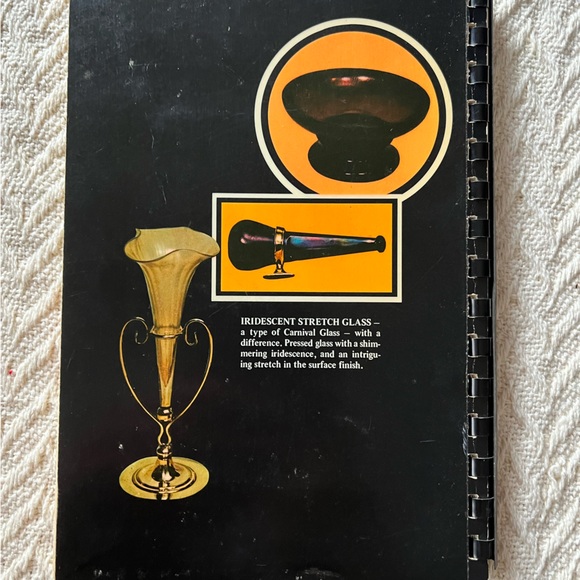 IRIDESCENT STRETCH GLASS –
a type of Carnival Glass – with a
difference. Pressed glass with a shim-
mering iridescence, and an intrigu-
ing stretch in the surface finish.